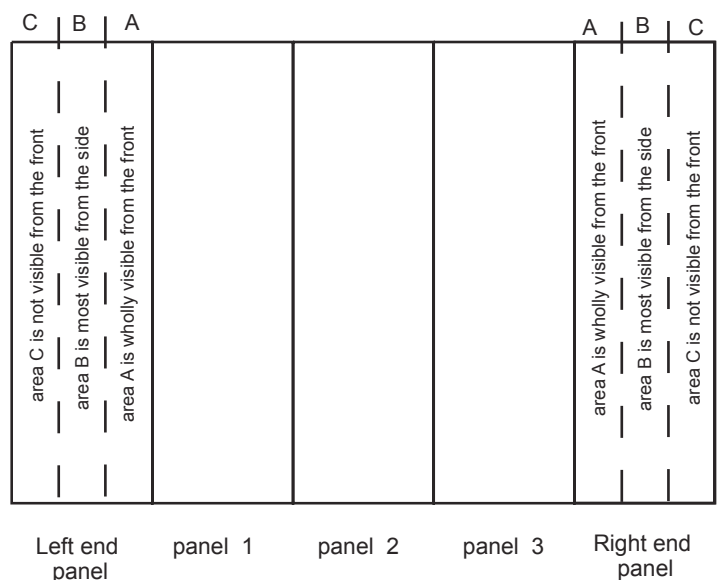 C B A A B C
area C is not visible from the front
area B is most visible from the side
area A is wholly visible from the front
area A is wholly visible from the front
area B is most visible from the side
area C is not visible from the front
Left end
panel
panel 1
panel 2
panel 3
Right end
panel